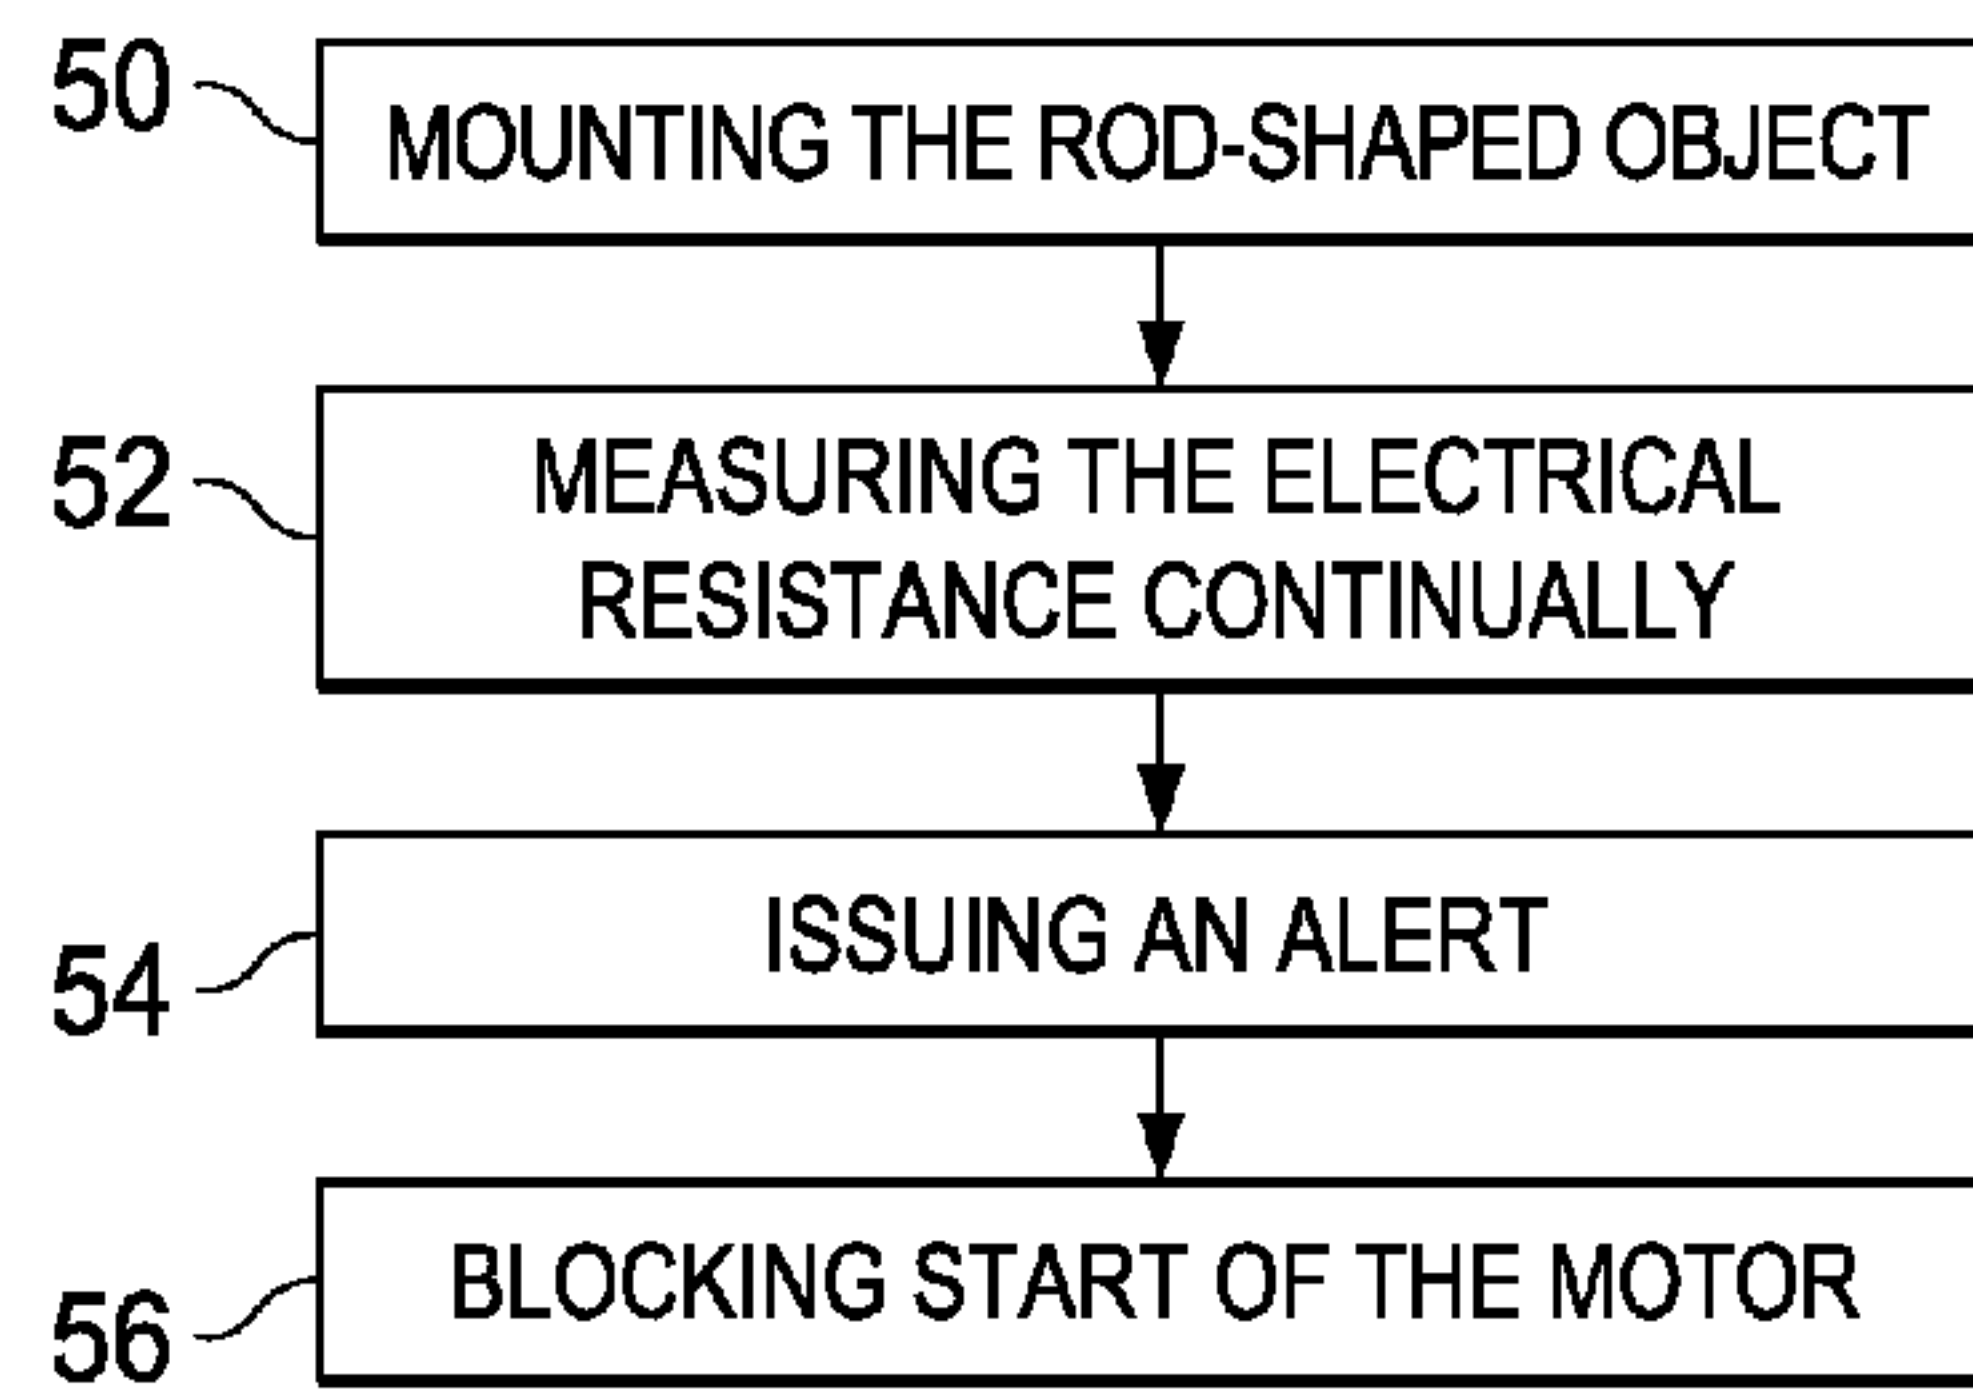 50
MOUNTING THE ROD-SHAPED OBJECT
52
MEASURING THE ELECTRICAL
RESISTANCE CONTINUALLY
54
ISSUING AN ALERT
56
BLOCKING START OF THE MOTOR